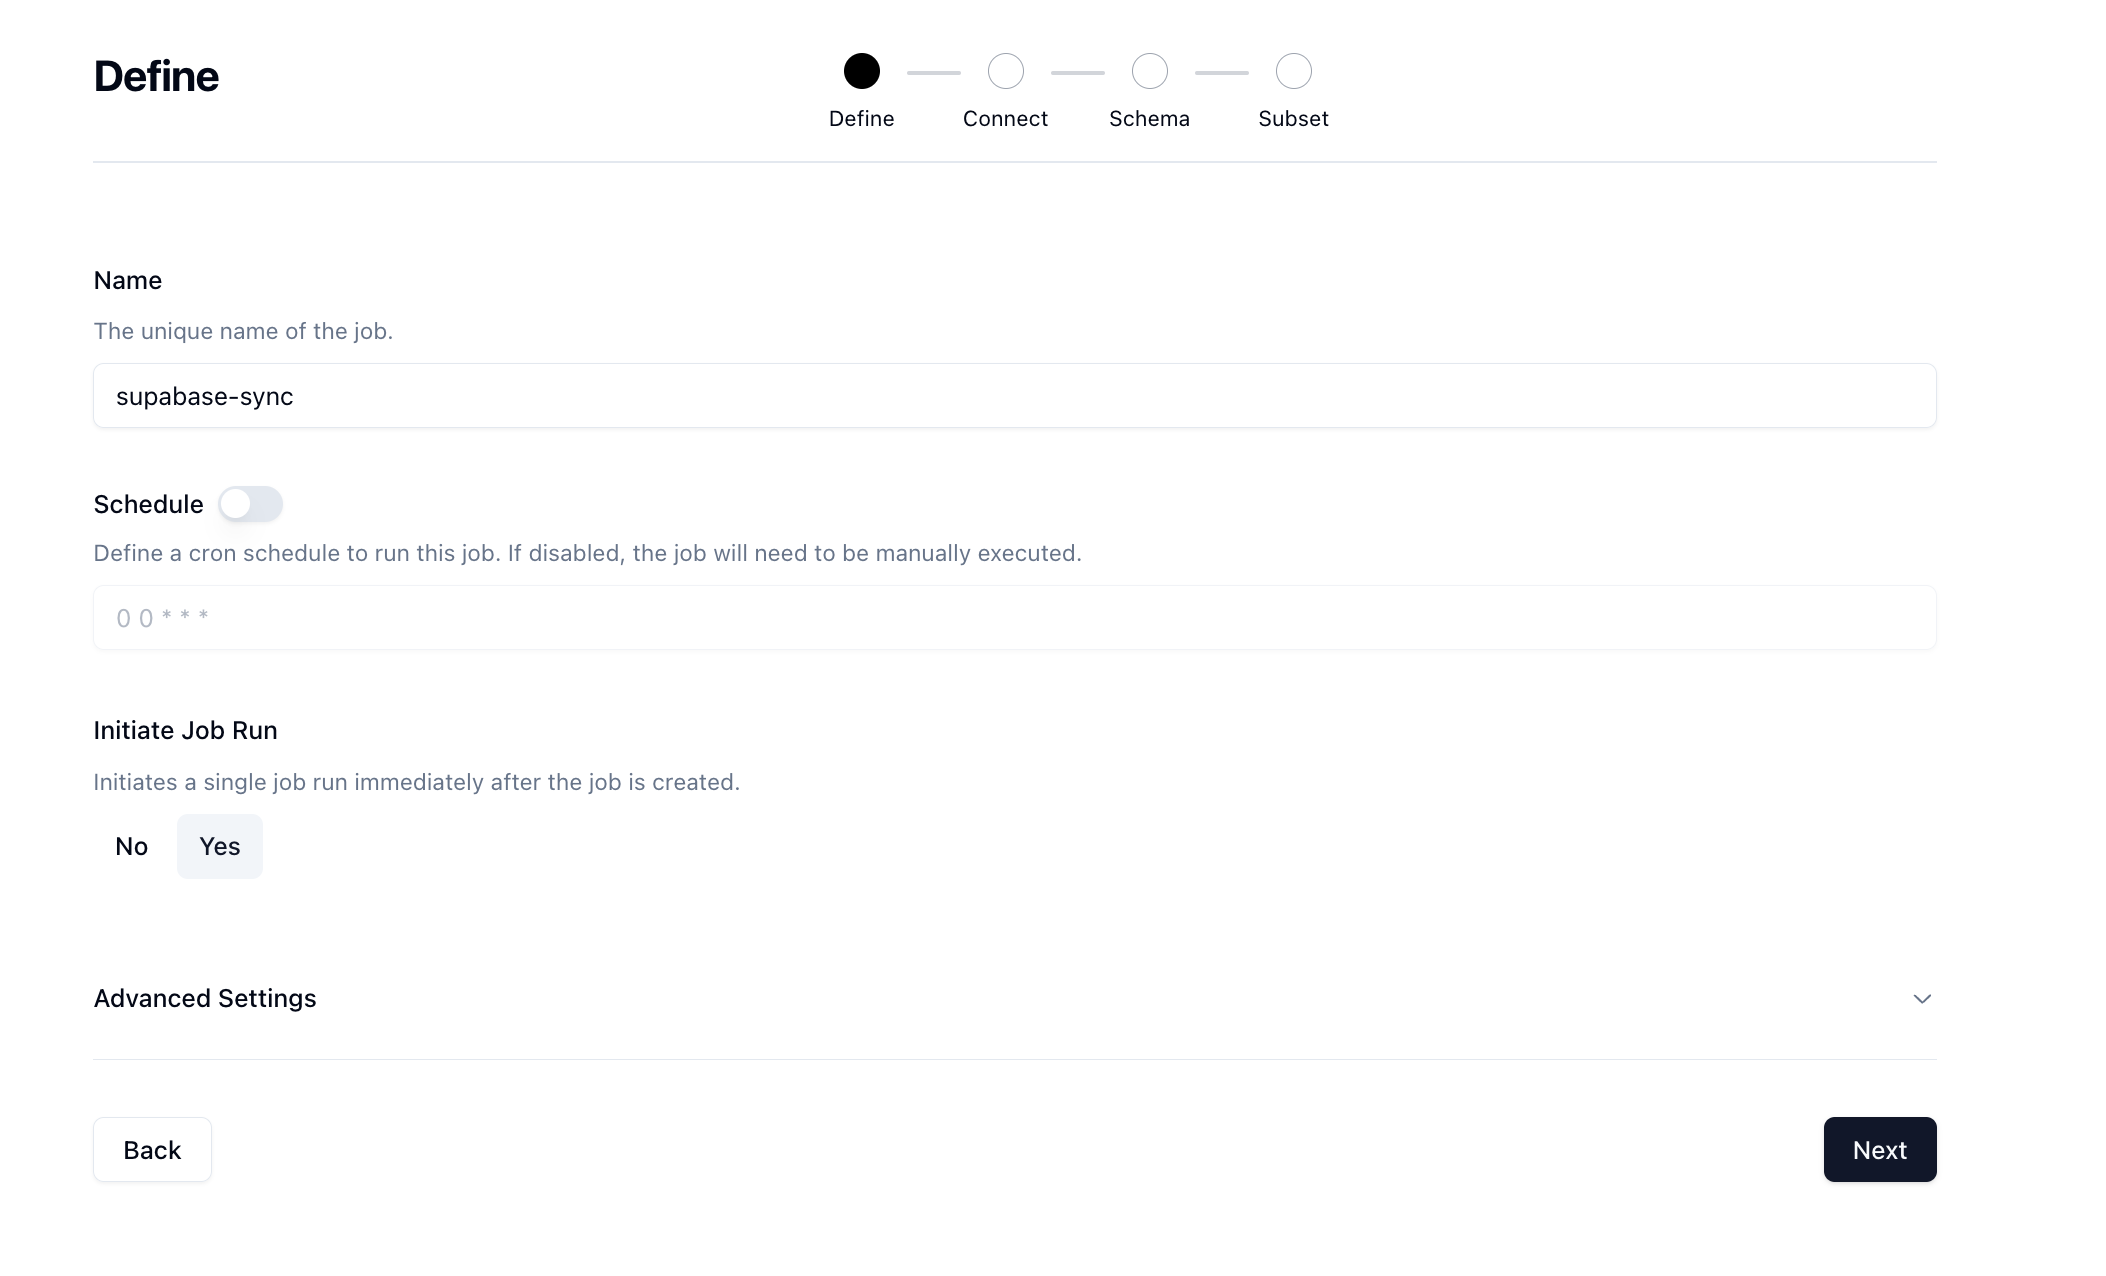 Define
Define
Connect
Schema
Subset
Name
The unique name of the job.
supabase-sync
Schedule
Define a cron schedule to run this job. If disabled, the job will need to be manually executed.
0 0 * * *
Initiate Job Run
Initiates a single job run immediately after the job is created.
No
Yes
Advanced Settings
Back
Next